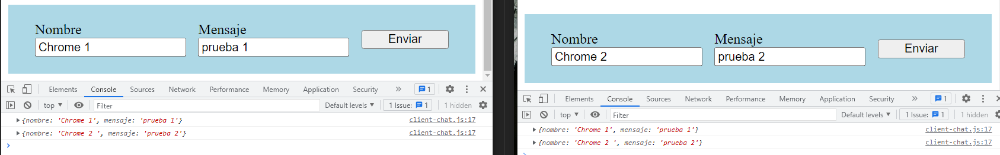 Nombre Mensaje
Chrome 1 prueba 1 Enviar
Elements Console Sources Network Performance Memory Application Security » 1
top ▼ Filter Default levels ▼ 1 Issue: 1 1 hidden
{nombre: 'Chrome 1', mensaje: 'prueba 1'} client-chat.js:17
{nombre: 'Chrome 2 ', mensaje: 'prueba 2'} client-chat.js:17
Nombre Mensaje
Chrome 2 prueba 2 Enviar
Elements Console Sources Network Performance Memory Application Security » 1
top ▼ Filter Default levels ▼ 1 Issue: 1 1 hidden
{nombre: 'Chrome 1', mensaje: 'prueba 1'} client-chat.js:17
{nombre: 'Chrome 2 ', mensaje: 'prueba 2'} client-chat.js:17